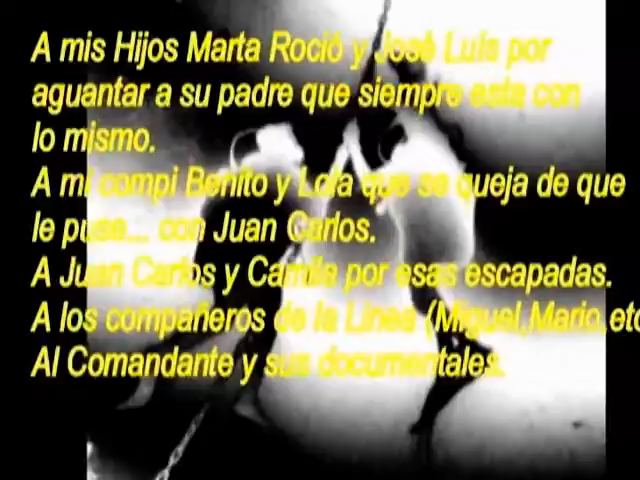 A mis Hijos Marta Roció y José Luís por
aguantar a su padre que siempre esta con
lo mismo.
A mi compi Benito y Lola que se queja de que
le puse... con Juan Carlos.
A Juan Carlos y Camila por esas escapadas.
A los compañeros de la Linea (Miguel,Mario,etc
Al Comandante y sus documentales.